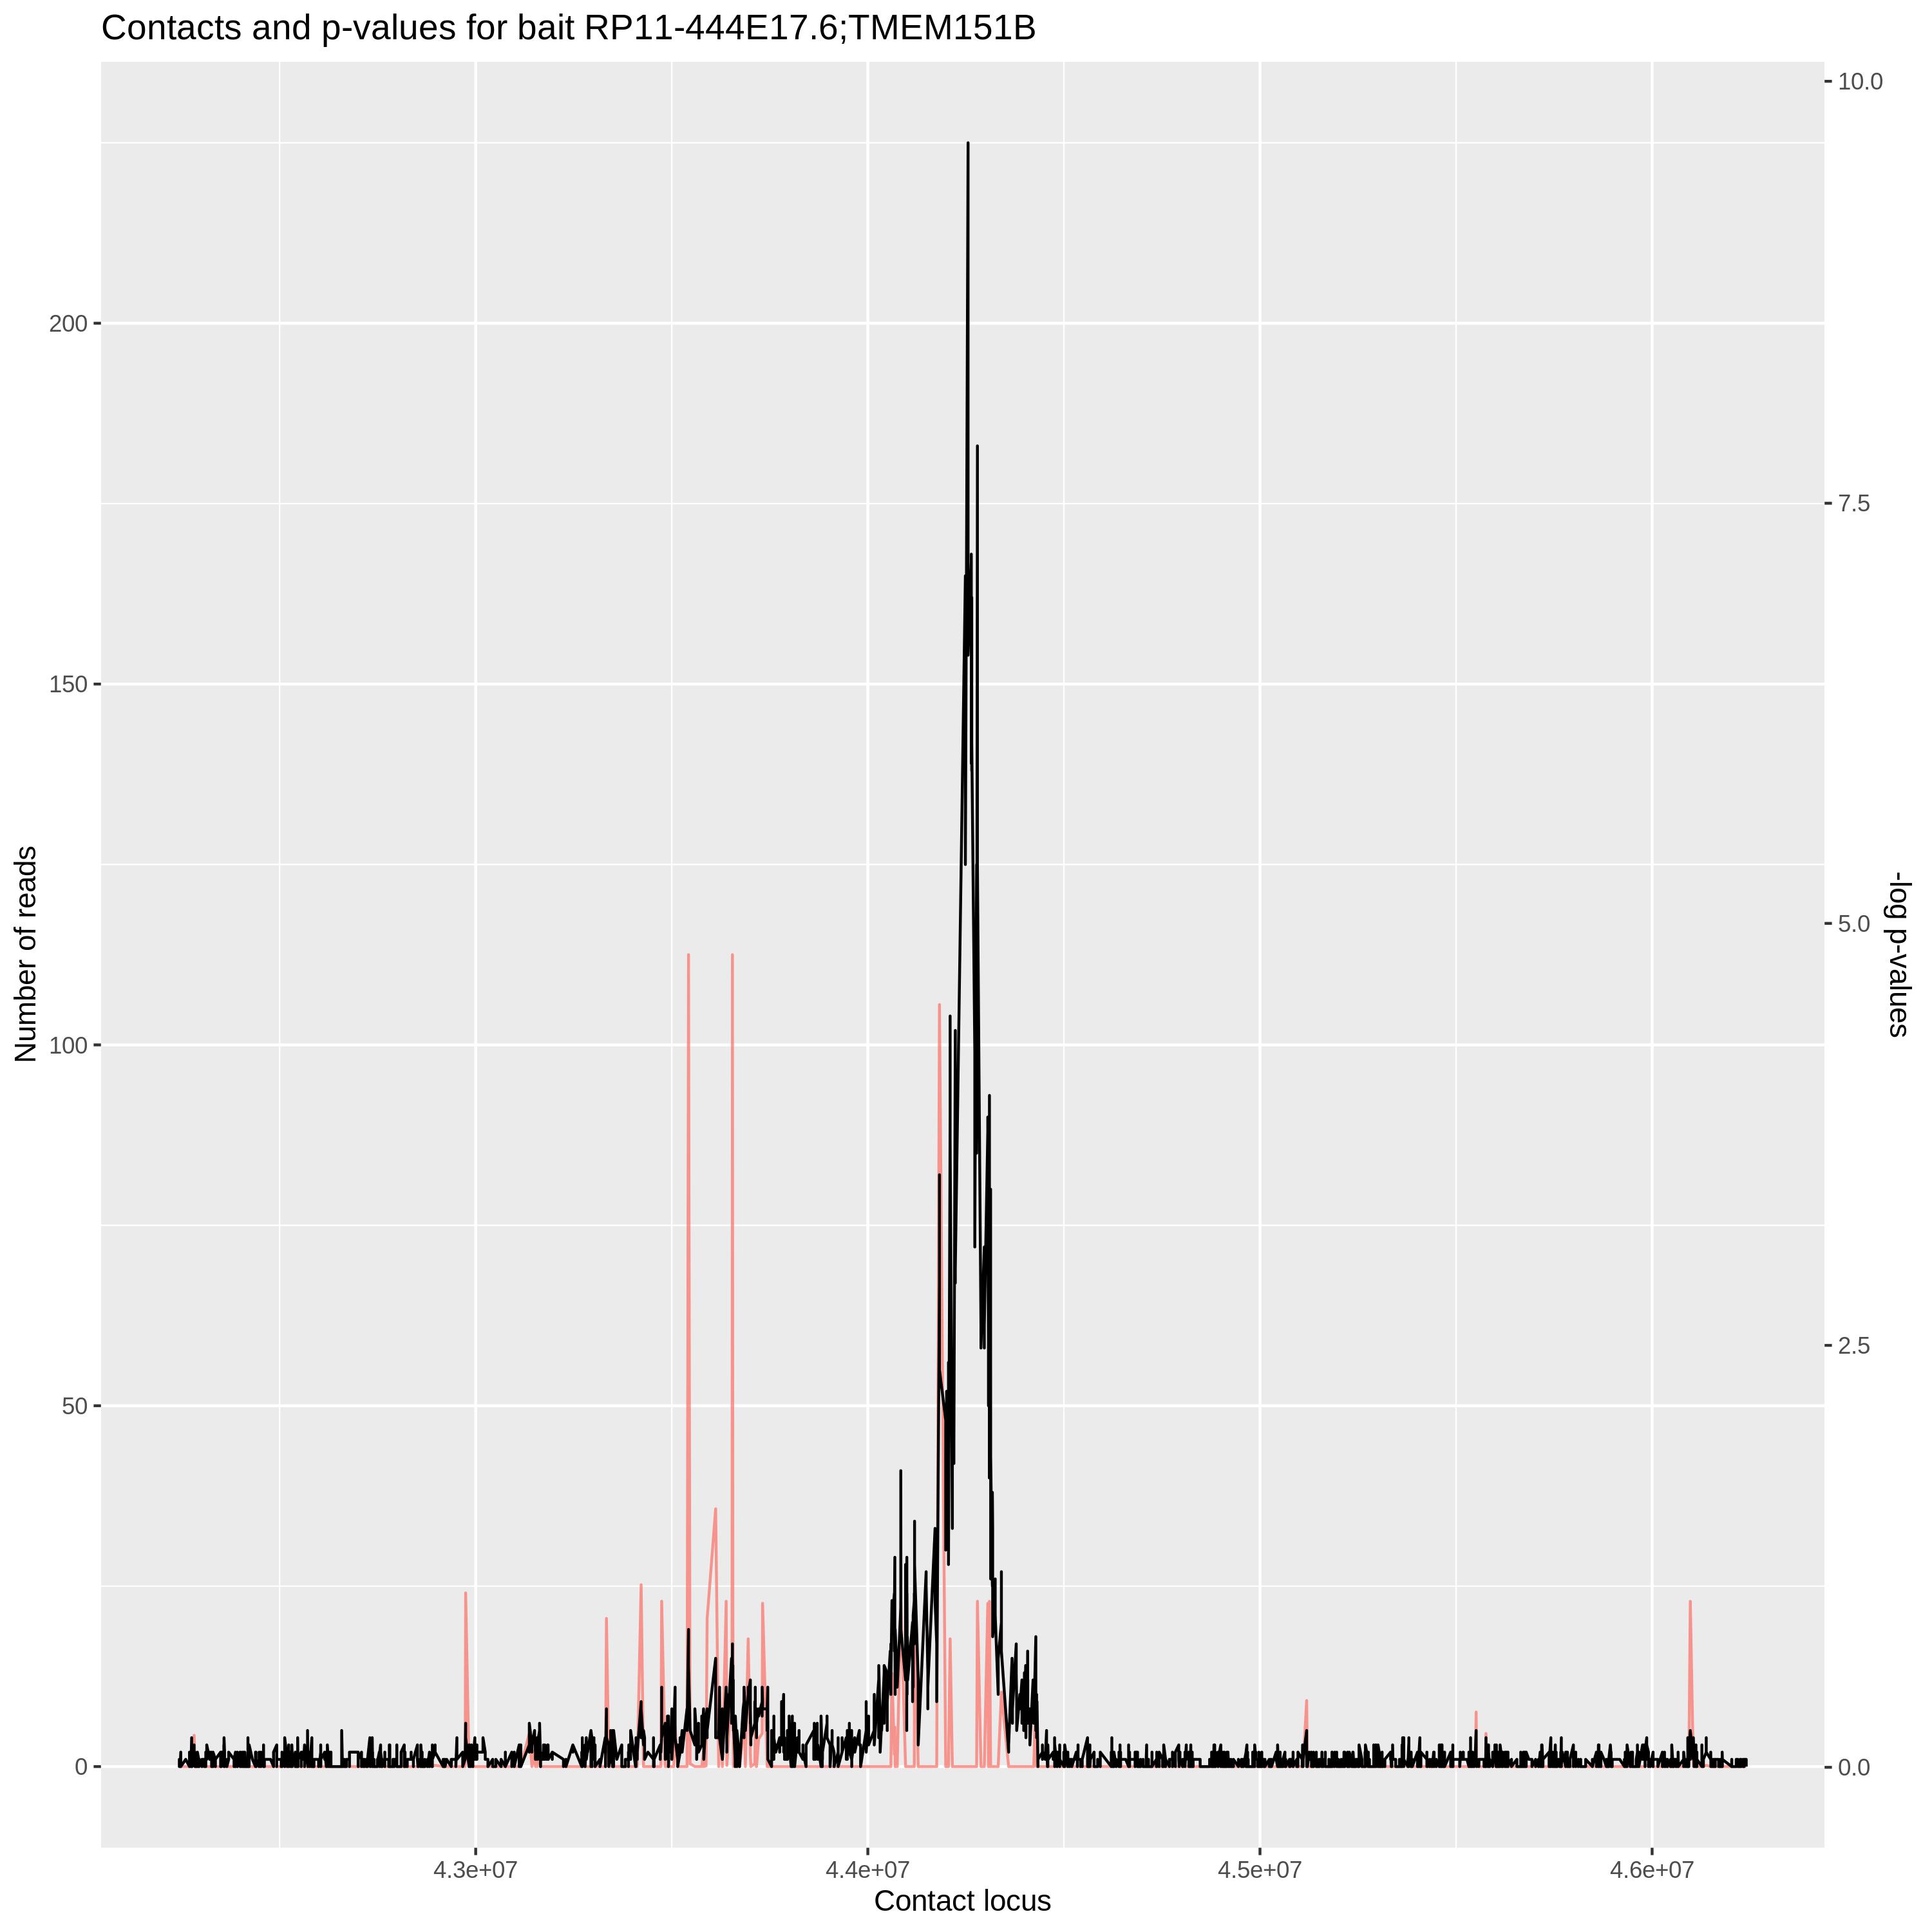 Contacts and p-values for bait RP11-444E17.6;TMEM151B
10.0
200
7.5
150
Number of reads
-log p-values
5.0
100
2.5
50
0
0.0
4.3e+07
4.4e+07
4.5e+07
4.6e+07
Contact locus